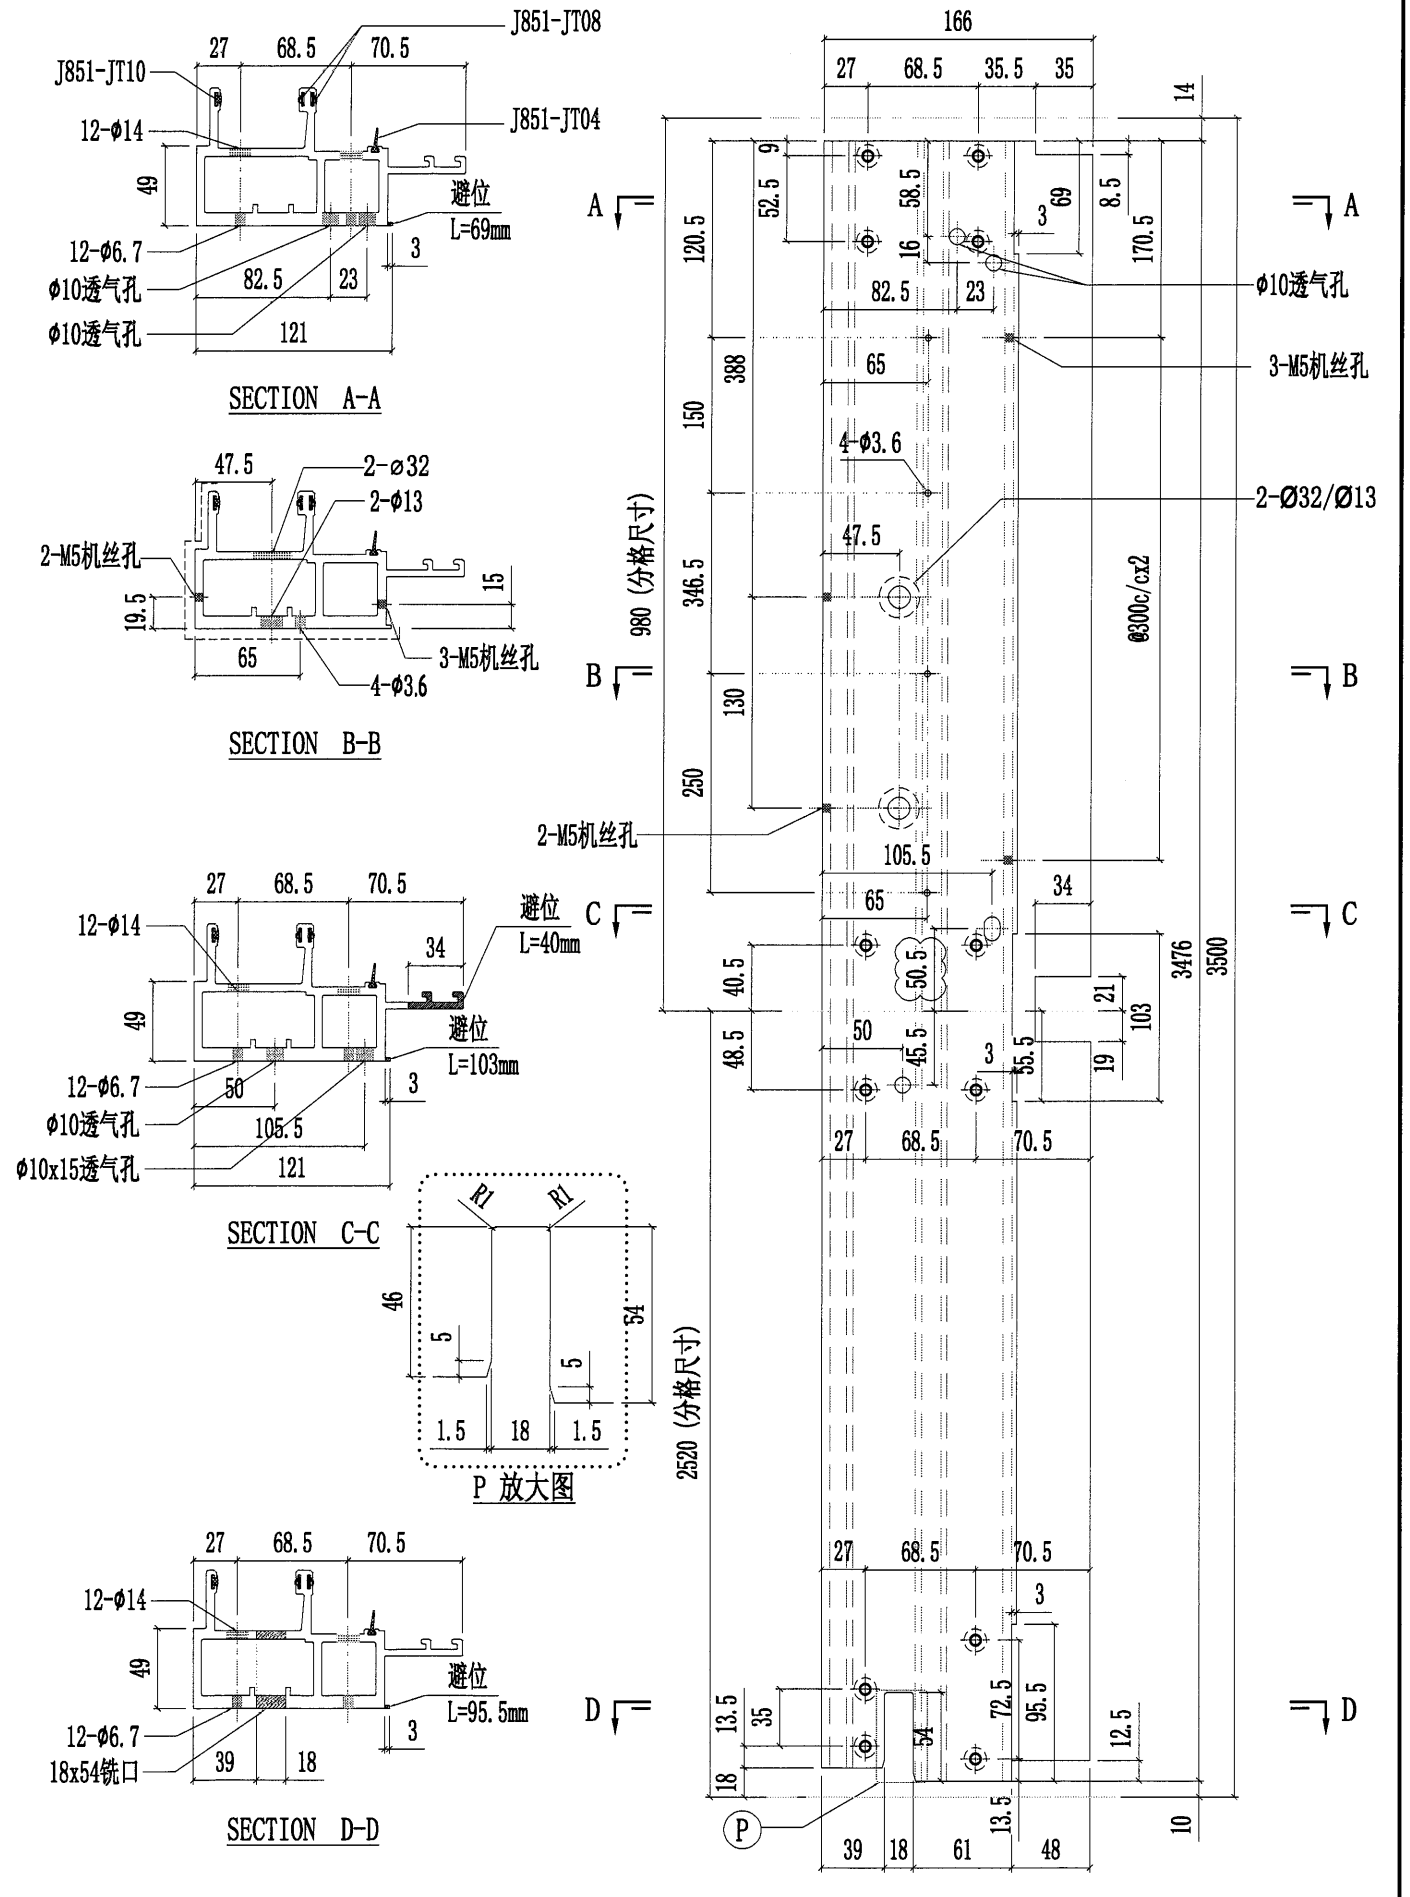 J851-JT08
27
68.5
70.5
J851-JT10
12-ϕ14
J851-JT04
49
避位
L=69mm
12-ϕ6.7
3
ϕ10透气孔
82.5
23
ϕ10透气孔
121
SECTION A-A
47.5
2-ø32
2-ϕ13
2-M5机丝孔
19.5
15
65
3-M5机丝孔
4-ϕ3.6
SECTION B-B
27
68.5
70.5
12-ϕ14
避位
L=40mm
34
49
避位
L=103mm
12-ϕ6.7
50
3
ϕ10透气孔
105.5
ϕ10x15透气孔
121
SECTION C-C
R1
R1
46
54
5
5
1.5
18
1.5
P 放大图
27
68.5
70.5
12-ϕ14
49
避位
L=95.5mm
12-ϕ6.7
3
18x54铣口
39
18
SECTION D-D
166
27
68.5
35.5
35
14
9
52.5
58.5
16
69
3
8.5
170.5
A
A
120.5
82.5
23
ϕ10透气孔
388
65
3-M5机丝孔
150
4-ϕ3.6
2-Ø32/Ø13
47.5
980 (分格尺寸)
346.5
@300c/cx2
B
B
130
250
2-M5机丝孔
105.5
34
65
C
C
3476
3500
40.5
50.5
21
103
50
48.5
45.5
3
55.5
19
27
68.5
70.5
2520 (分格尺寸)
27
68.5
70.5
3
D
D
13.5
35
54
72.5
95.5
12.5
18
P
13.5
10
39
18
61
48